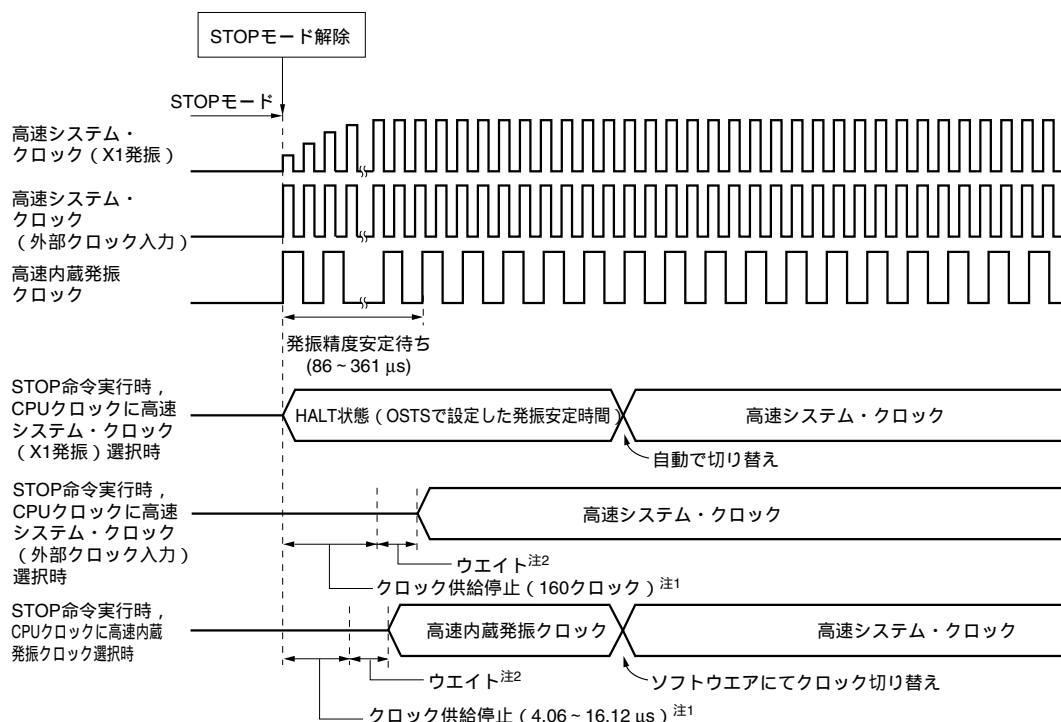 STOPモード解除
STOPモード
高速システム・
クロック（X1発振）
高速システム・
クロック
（外部クロック入力）
高速内蔵発振
クロック
発振精度安定待ち
(86 ~ 361 μs)
STOP命令実行時，
CPUクロックに高速
システム・クロック
（X1発振）選択時
HALT状態（OSTSで設定した発振安定時間）
高速システム・クロック
自動で切り替え
STOP命令実行時，
CPUクロックに高速
システム・クロック
（外部クロック入力）
選択時
高速システム・クロック
ウエイト注2
クロック供給停止（160クロック）注1
STOP命令実行時，
CPUクロックに高速内蔵
発振クロック選択時
高速内蔵発振クロック
高速システム・クロック
ウエイト注2
ソフトウエアにてクロック切り替え
クロック供給停止（4.06 ~ 16.12 μs）注1